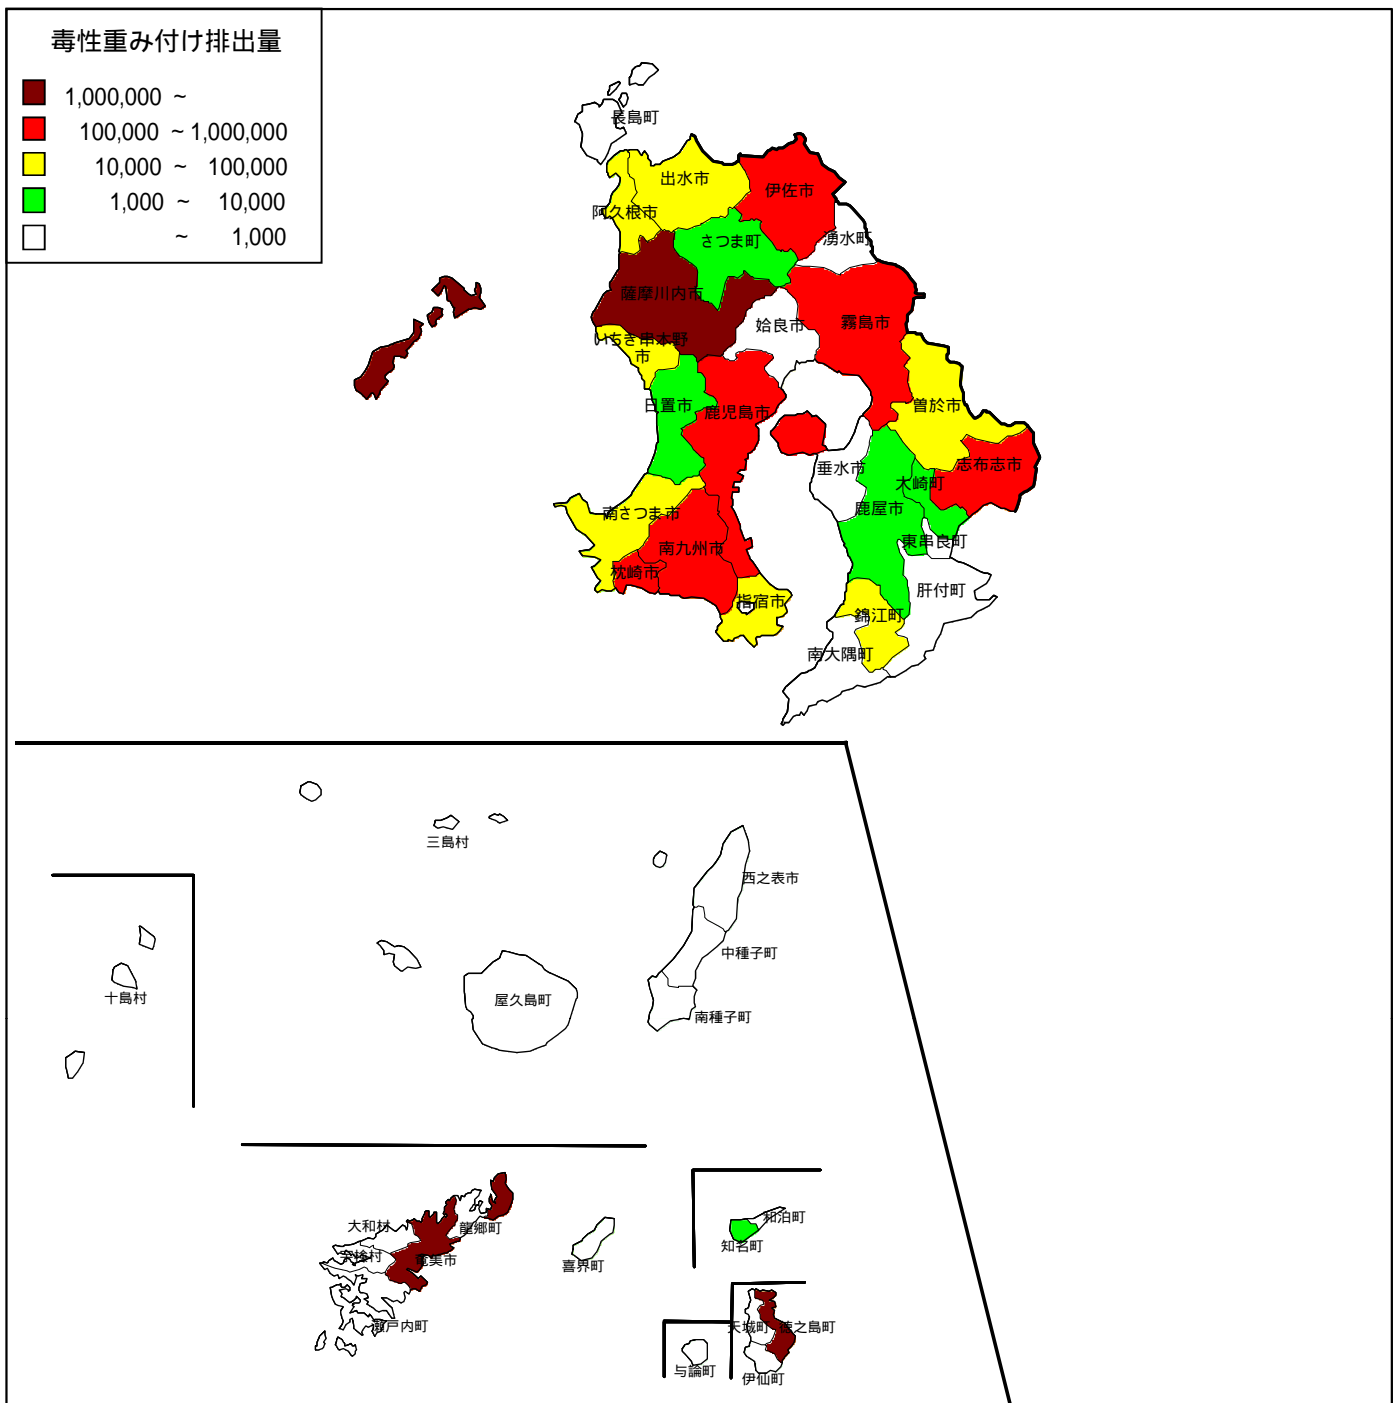 毒性重み付け排出量
1,000,000 ~
100,000 ~ 1,000,000
10,000 ~ 100,000
1,000 ~ 10,000
~ 1,000
長島町
出水市
伊佐市
阿久根市
さつま町
湧水町
薩摩川内市
霧島市
姶良市
いちき串木野
市
日置市
鹿児島市
曽於市
垂水市
志布志市
大崎町
鹿屋市
南さつま市
東串良町
南九州市
枕崎市
肝付町
指宿市
錦江町
南大隅町
三島村
西之表市
中種子町
十島村
屋久島町
南種子町
大和村
龍郷町
和泊町
知名町
宇検村
奄美市
喜界町
瀬戸内町
天城町
徳之島町
与論町
伊仙町